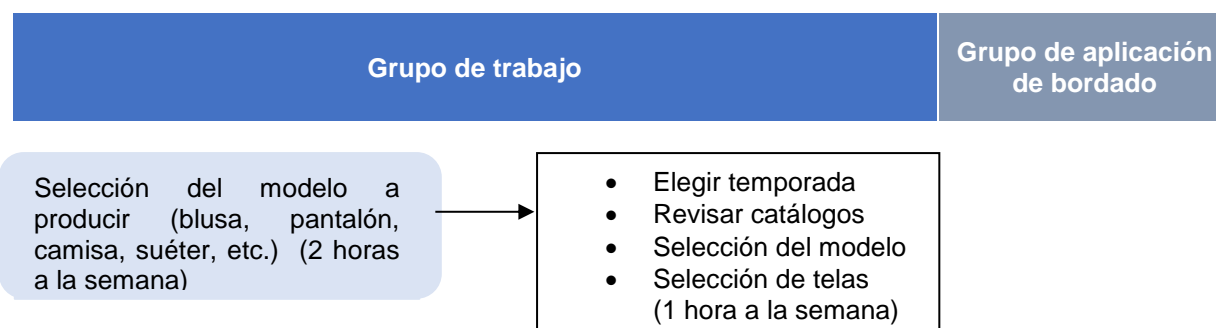 Grupo de trabajo
Grupo de aplicación
de bordado
Selección del modelo a
producir (blusa, pantalón,
camisa, suéter, etc.) (2 horas
a la semana)
• Elegir temporada
• Revisar catálogos
• Selección del modelo
• Selección de telas
(1 hora a la semana)